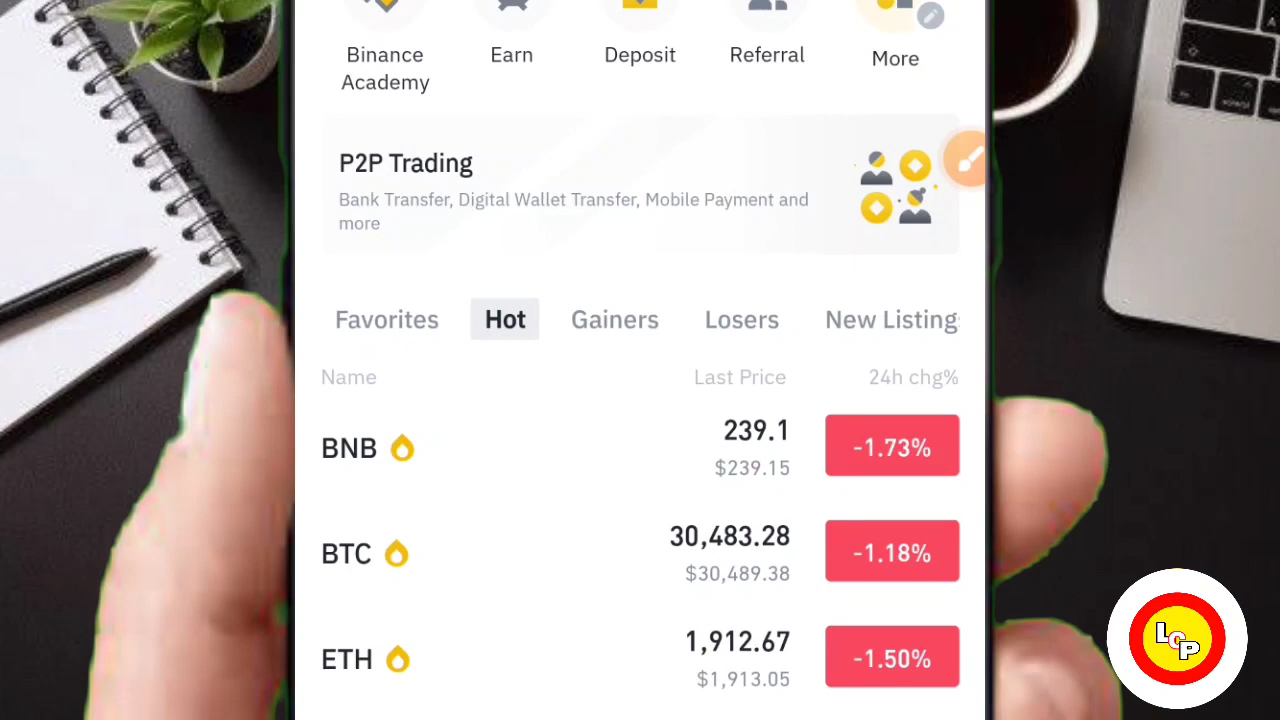 Binance
Academy
Earn
Deposit
Referral
More
P2P Trading
Bank Transfer, Digital Wallet Transfer, Mobile Payment and
more
Favorites Hot Gainers Losers New Listing
Name Last Price 24h chg%
BNB 239.1 -1.73%
$239.15
BTC 30,483.28 -1.18%
$30,489.38
ETH 1,912.67 -1.50%
$1,913.05
LCP